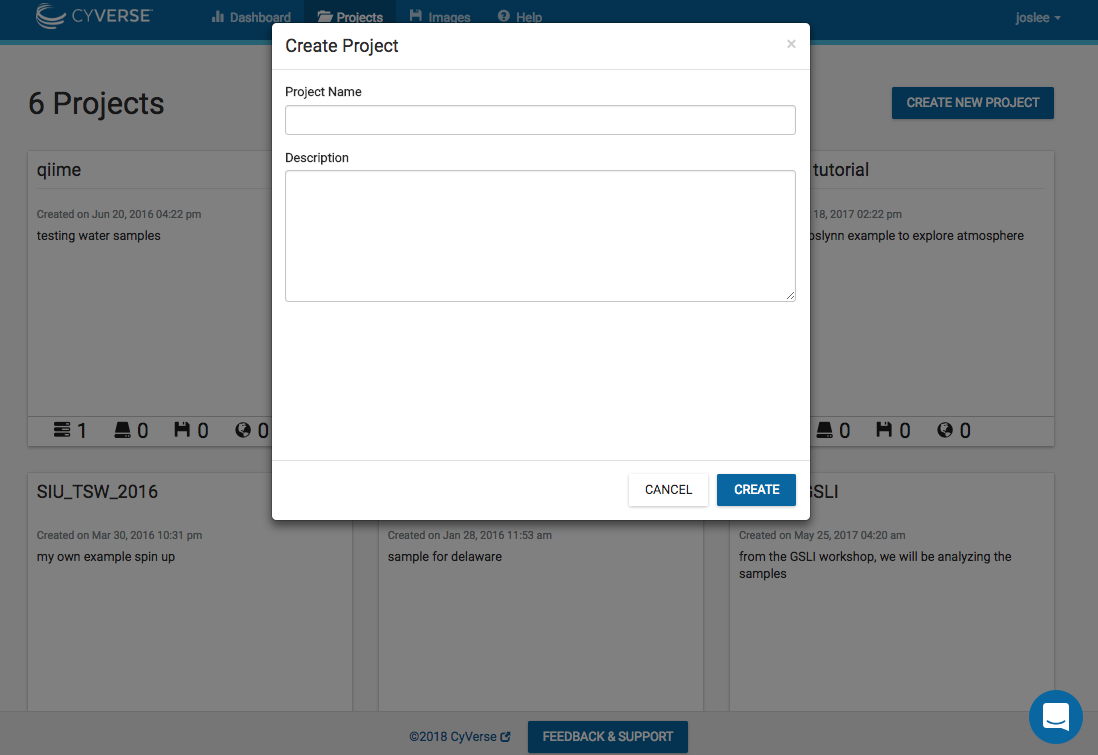 CYVERSE
Dashboard
Projects
Images
Help
joslee
Create Project
×
Project Name
Description
CANCEL
CREATE
6 Projects
CREATE NEW PROJECT
qiime
Created on Jun 20, 2016 04:22 pm
testing water samples
1 0 0 0
tutorial
18, 2017 02:22 pm
oslynn example to explore atmosphere
0 0 0
SIU_TSW_2016
Created on Mar 30, 2016 10:31 pm
my own example spin up
Created on Jan 28, 2016 11:53 am
sample for delaware
GSLI
Created on May 25, 2017 04:20 am
from the GSLI workshop, we will be analyzing the
samples
©2018 CyVerse
FEEDBACK & SUPPORT